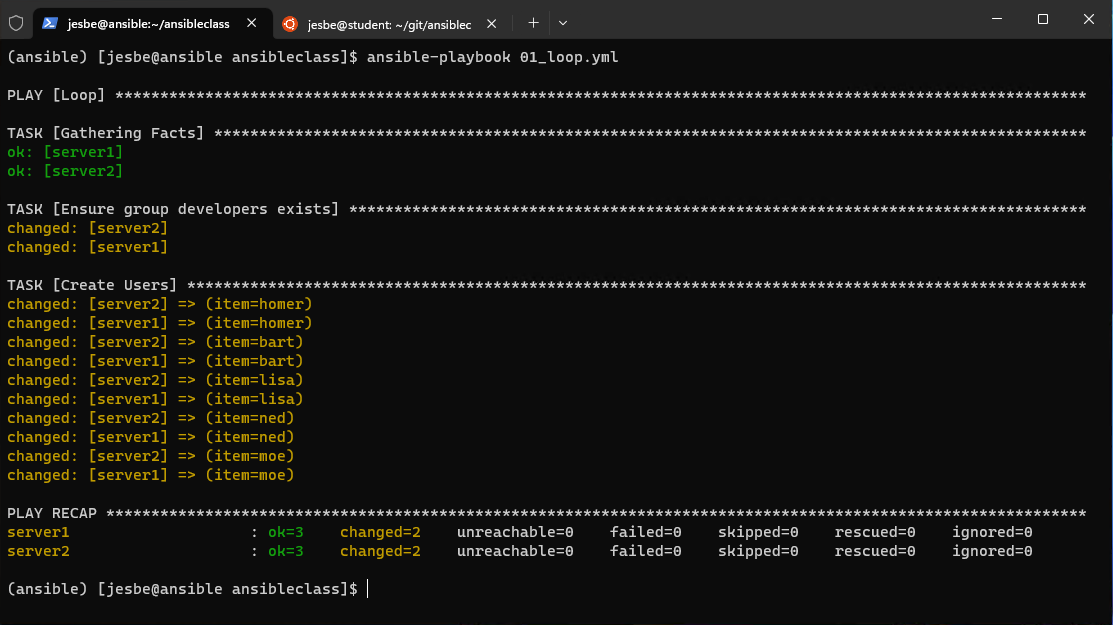 jesbe@ansible:~/ansibleclass
jesbe@student: ~/git/ansiblec
(ansible) [jesbe@ansible ansibleclass]$ ansible-playbook 01_loop.yml
PLAY [Loop] ************************************************************************************************************
TASK [Gathering Facts] *************************************************************************************************
ok: [server1]
ok: [server2]
TASK [Ensure group developers exists] **********************************************************************************
changed: [server2]
changed: [server1]
TASK [Create Users] ****************************************************************************************************
changed: [server2] => (item=homer)
changed: [server1] => (item=homer)
changed: [server2] => (item=bart)
changed: [server1] => (item=bart)
changed: [server2] => (item=lisa)
changed: [server1] => (item=lisa)
changed: [server2] => (item=ned)
changed: [server1] => (item=ned)
changed: [server2] => (item=moe)
changed: [server1] => (item=moe)
PLAY RECAP *************************************************************************************************************
server1                    : ok=3    changed=2    unreachable=0    failed=0    skipped=0    rescued=0    ignored=0
server2                    : ok=3    changed=2    unreachable=0    failed=0    skipped=0    rescued=0    ignored=0
(ansible) [jesbe@ansible ansibleclass]$